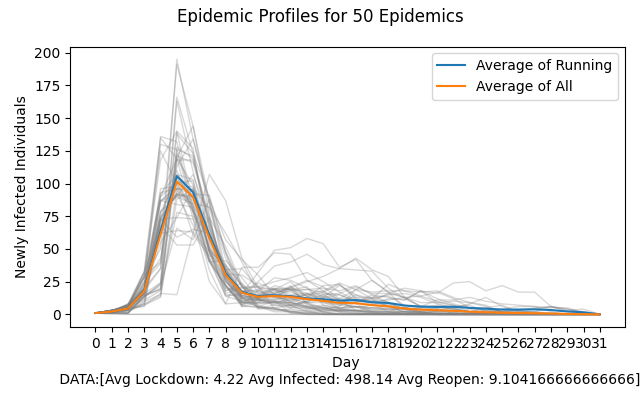 Epidemic Profiles for 50 Epidemics
200
175
150
125
100
75
50
25
0
Newly Infected Individuals
Average of Running
Average of All
0 1 2 3 4 5 6 7 8 9 10 11 12 13 14 15 16 17 18 19 20 21 22 23 24 25 26 27 28 29 30 31
Day
DATA:[Avg Lockdown: 4.22 Avg Infected: 498.14 Avg Reopen: 9.104166666666666]